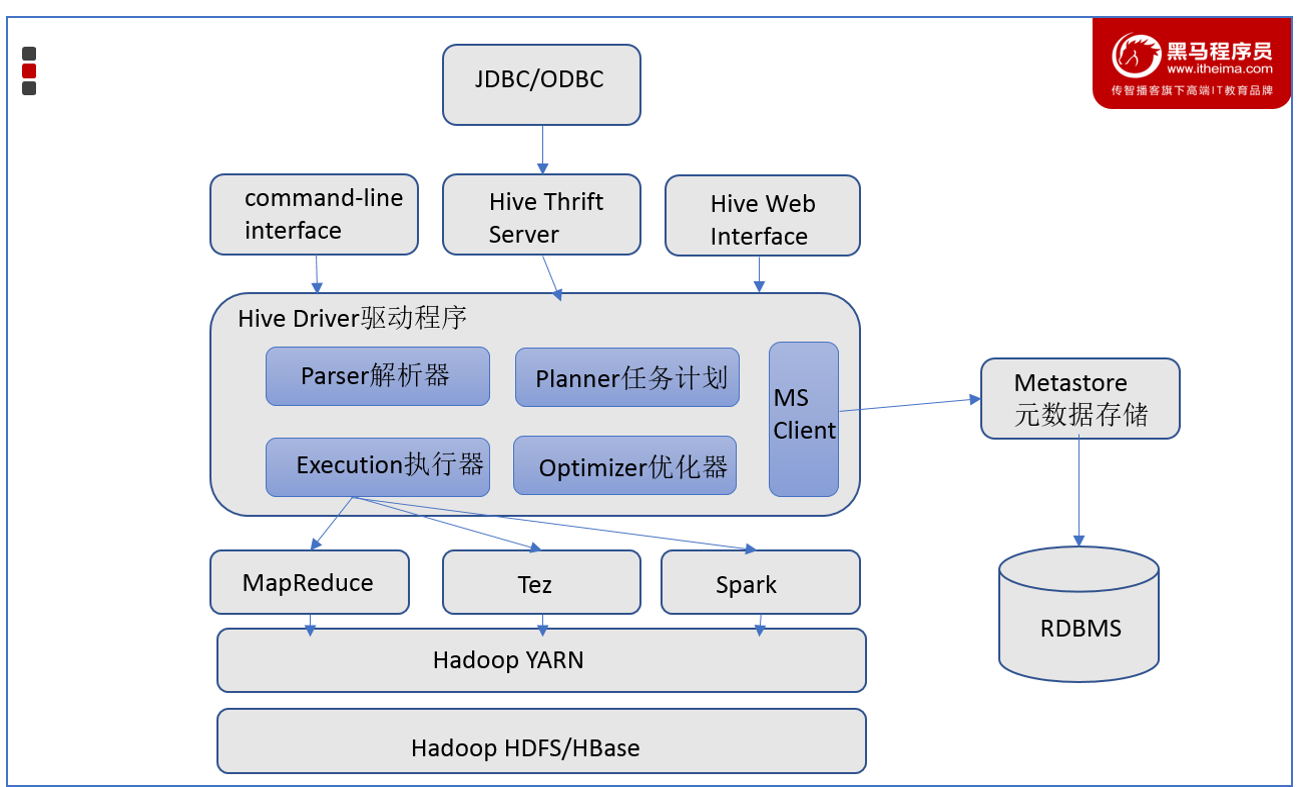 黑马程序员
www.itheima.com
传智播客旗下高端IT教育品牌
JDBC/ODBC
command-line
interface
Hive Thrift
Server
Hive Web
Interface
Hive Driver驱动程序
Parser解析器
Planner任务计划
MS
Client
Execution执行器
Optimizer优化器
Metastore
元数据存储
MapReduce
Tez
Spark
RDBMS
Hadoop YARN
Hadoop HDFS/HBase